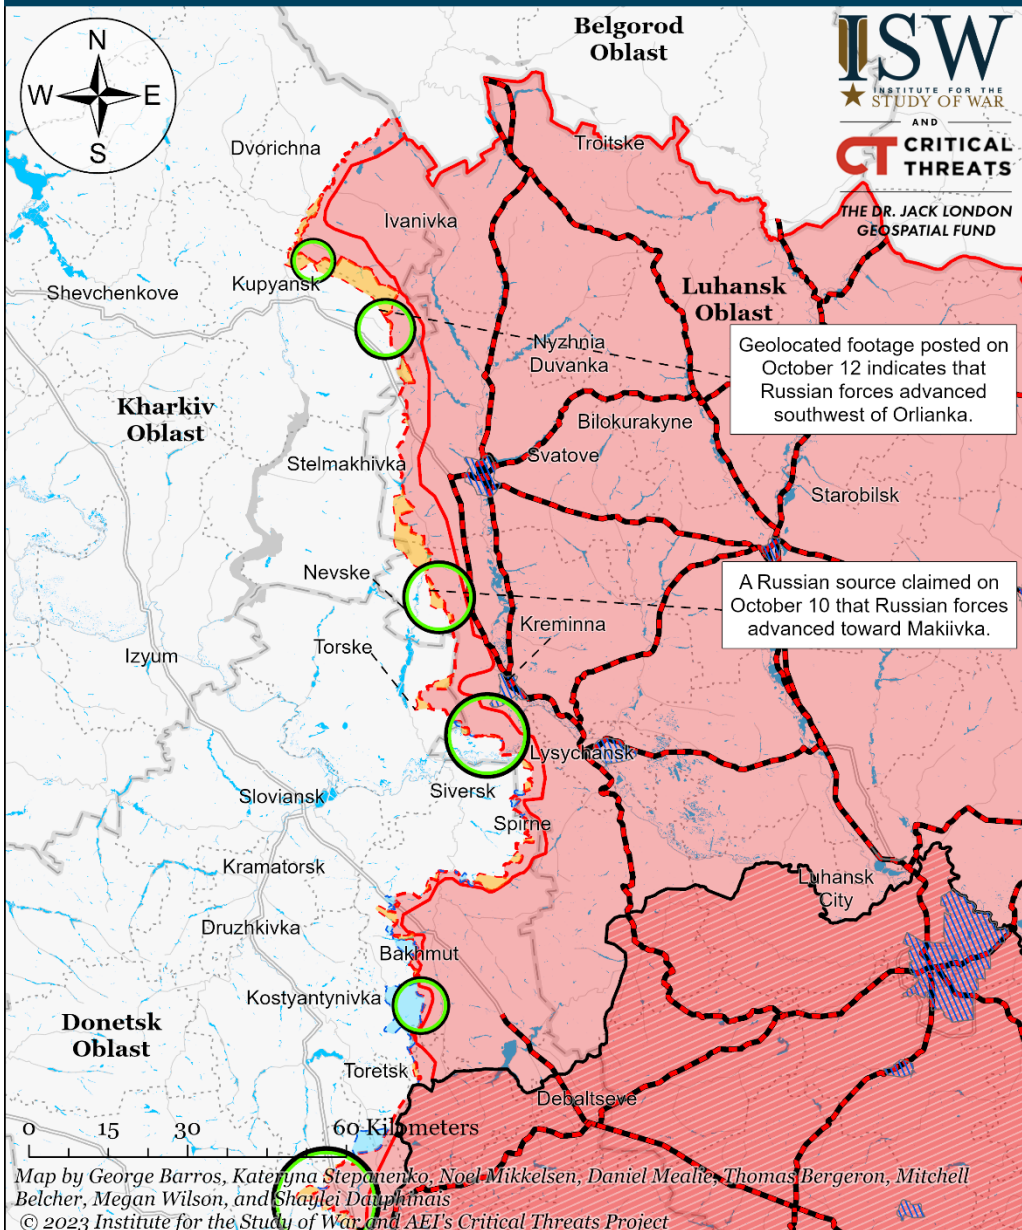 N
W
E
S
Belgorod
Oblast
ISW
INSTITUTE FOR THE
STUDY OF WAR
AND
CT CRITICAL
THREATS
THE DR. JACK LONDON
GEOSPATIAL FUND
Dvorichna
Troitske
Ivanivka
Kupyansk
Shevchenkove
Luhansk
Oblast
Nyzhnia
Duvanka
Geolocated footage posted on
October 12 indicates that
Russian forces advanced
southwest of Orlianka.
Kharkiv
Oblast
Bilokurakyne
Stelmakhivka
Svatove
Starobilsk
Nevske
A Russian source claimed on
October 10 that Russian forces
advanced toward Makiivka.
Kreminna
Torske
Izyum
Lysychansk
Siversk
Sloviansk
Spirne
Kramatorsk
Luhansk
City
Druzhkivka
Bakhmut
Kostyantynivka
Donetsk
Oblast
Toretsk
Debaltseve
0 15 30 60 Kilometers
Map by George Barros, Kateryna Stepanenko, Noel Mikkelsen, Daniel Mealie, Thomas Bergeron, Mitchell
Belcher, Megan Wilson, and Shaylei Dauphinais
© 2023 Institute for the Study of War and AEI's Critical Threats Project